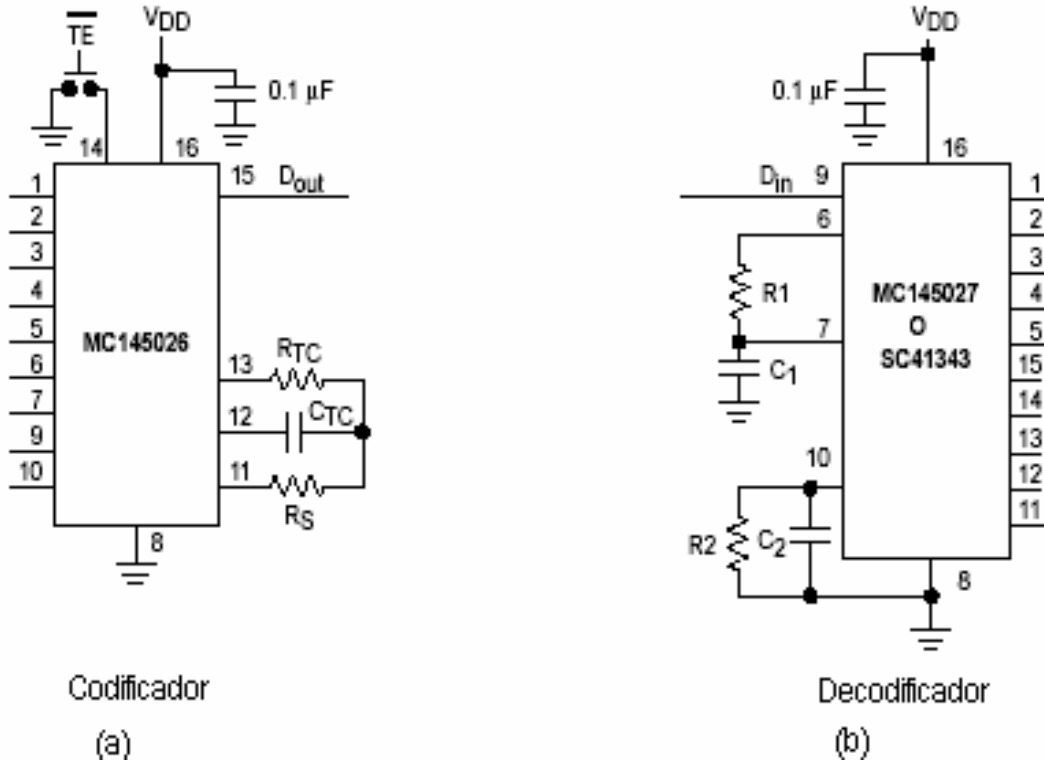 TE
VDD
0.1 µF
14
16
1
2
3
4
5
6
7
9
10
15
Dout
MC145026
13
RTC
12
CTC
11
RS
8
Codificador
(a)
VDD
0.1 µF
16
Din
9
6
R1
7
C1
MC145027
O
SC41343
10
R2
C2
8
1
2
3
4
5
15
14
13
12
11
Decodificador
(b)